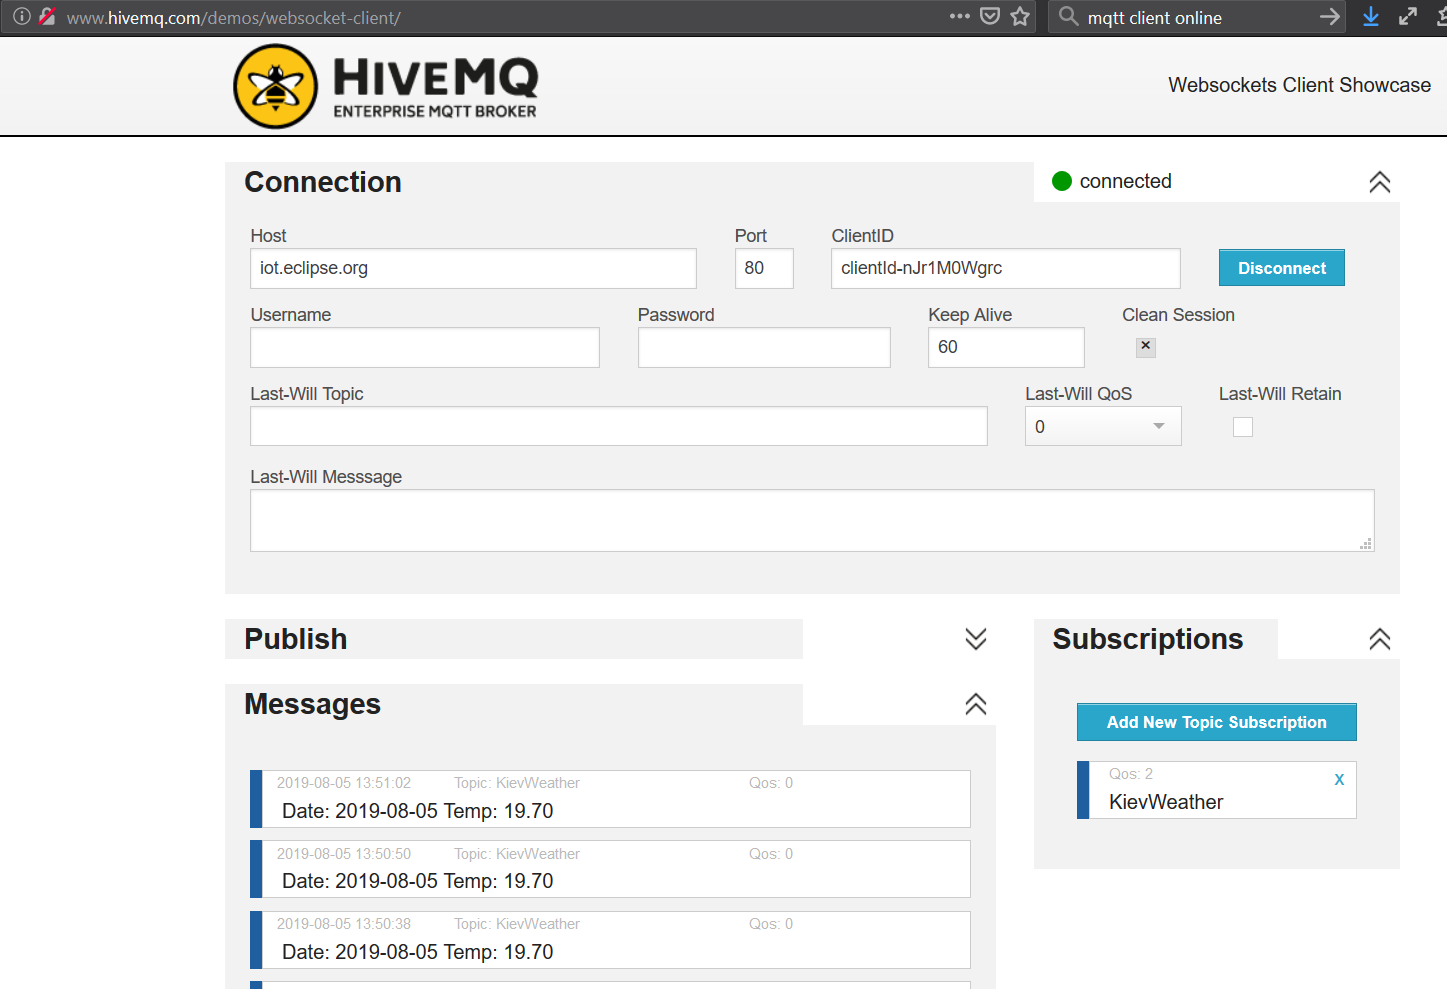 www.hivemq.com/demos/websocket-client/
mqtt client online
HIVEMQ
ENTERPRISE MQTT BROKER
Websockets Client Showcase
Connection
connected
Host
Port
ClientID
iot.eclipse.org
80
clientId-nJr1M0Wgrc
Disconnect
Username
Password
Keep Alive
Clean Session
60
Last-Will Topic
Last-Will QoS
Last-Will Retain
0
Last-Will Messsage
Publish
Subscriptions
Messages
Add New Topic Subscription
Qos: 2
X
KievWeather
2019-08-05 13:51:02 Topic: KievWeather Qos: 0
Date: 2019-08-05 Temp: 19.70
2019-08-05 13:50:50 Topic: KievWeather Qos: 0
Date: 2019-08-05 Temp: 19.70
2019-08-05 13:50:38 Topic: KievWeather Qos: 0
Date: 2019-08-05 Temp: 19.70